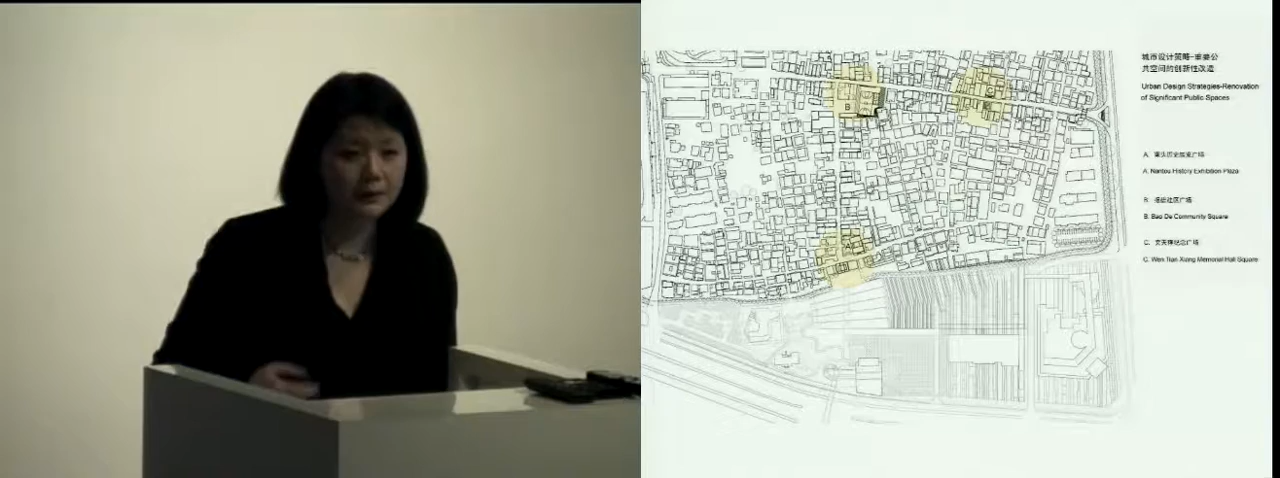 城市设计策略-重要公
共空间的创新性改造
Urban Design Strategies-Renovation
of Significant Public Spaces
B
C
A
A.
A. Nantou History Exhibition Plaza
B.
B. Bao De Community Square
C.
C. Wen Tian Xiang Memorial Hall Square